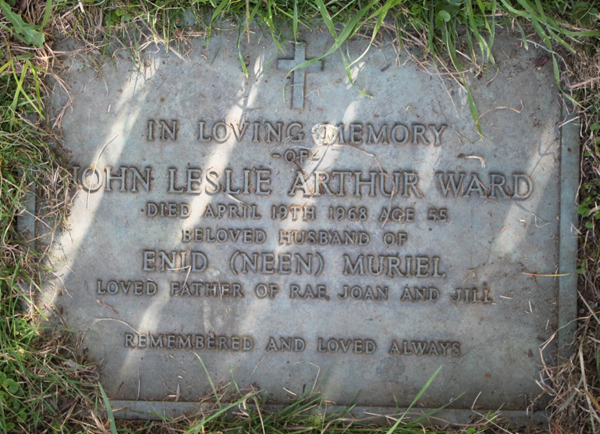 IN LOVING MEMORY
-OF-
JOHN LESLIE ARTHUR WARD
DIED APRIL 19TH 1968 AGE 55
BELOVED HUSBAND OF
ENID (NEEN) MURIEL
LOVED FATHER OF RAE, JOAN AND JILL
REMEMBERED AND LOVED ALWAYS